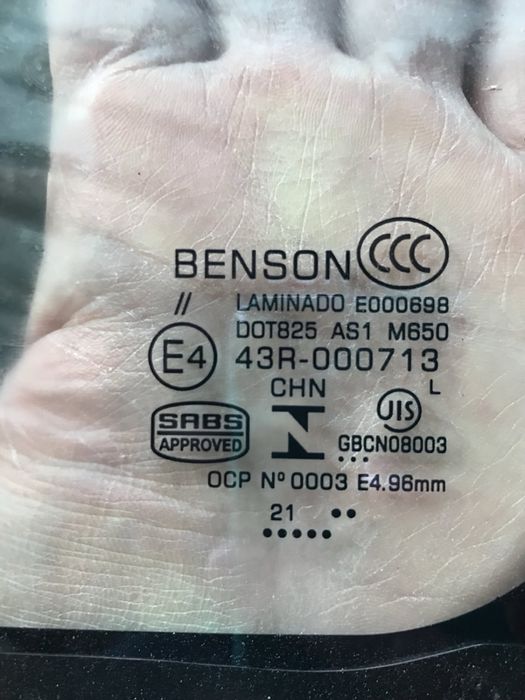 BENSON CCC
// LAMINADO E000698
DOT825 AS1 M650
E4 43R-000713
CHN L
SABS APPROVED
JIS
GBCN08003
OCP Nº 0003 E4.96mm
21